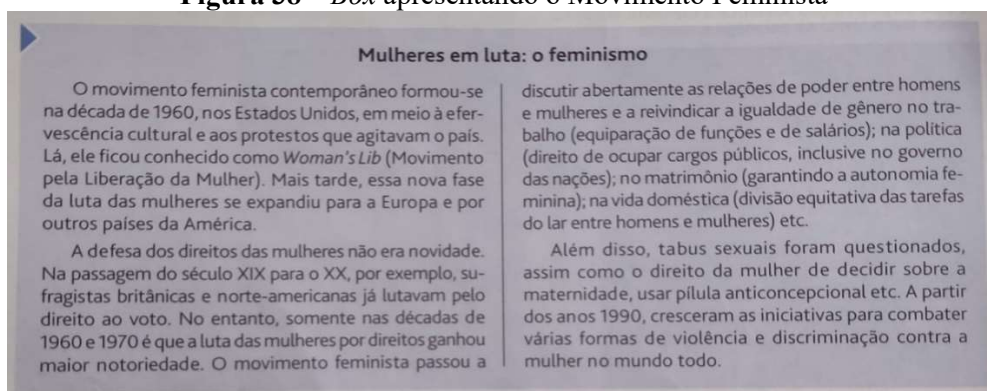 Figura 38 – Box apresentando o Movimento Feminista
Mulheres em luta: o feminismo
O movimento feminista contemporâneo formou-se
na década de 1960, nos Estados Unidos, em meio à efer-
vescência cultural e aos protestos que agitavam o país.
Lá, ele ficou conhecido como Woman's Lib (Movimento
pela Liberação da Mulher). Mais tarde, essa nova fase
da luta das mulheres se expandiu para a Europa e por
outros países da América.
A defesa dos direitos das mulheres não era novidade.
Na passagem do século XIX para o XX, por exemplo, su-
fragistas britânicas e norte-americanas já lutavam pelo
direito ao voto. No entanto, somente nas décadas de
1960 e 1970 é que a luta das mulheres por direitos ganhou
maior notoriedade. O movimento feminista passou a
discutir abertamente as relações de poder entre homens
e mulheres e a reivindicar a igualdade de gênero no tra-
balho (equiparação de funções e de salários); na política
(direito de ocupar cargos públicos, inclusive no governo
das nações); no matrimônio (garantindo a autonomia fe-
minina); na vida doméstica (divisão equitativa das tarefas
do lar entre homens e mulheres) etc.
Além disso, tabus sexuais foram questionados,
assim como o direito da mulher de decidir sobre a
maternidade, usar pílula anticoncepcional etc. A partir
dos anos 1990, cresceram as iniciativas para combater
várias formas de violência e discriminação contra a
mulher no mundo todo.